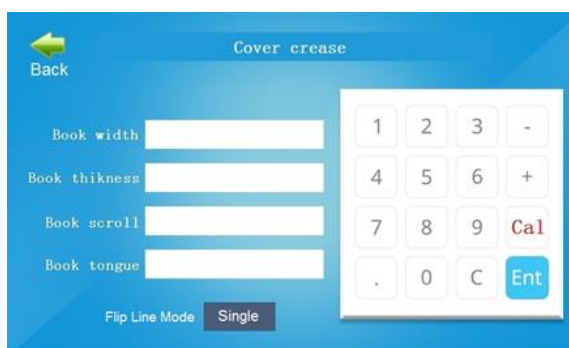 Cover crease
Back
Book width
Book thikness
Book scroll
Book tongue
Flip Line Mode Single
1 2 3 -
4 5 6 +
7 8 9 Cal
. 0 C Ent